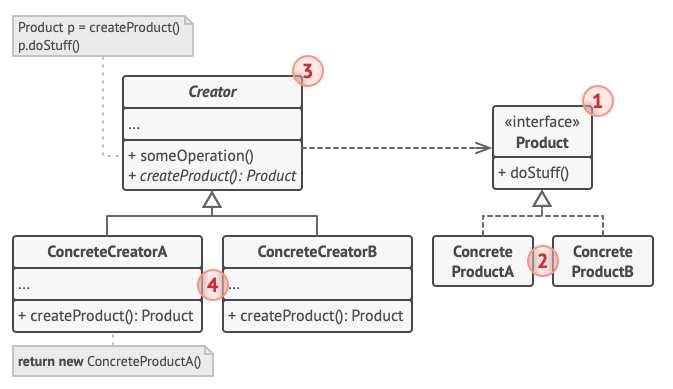 Product p = createProduct()
p.doStuff()
3
Creator
...
+ someOperation()
+ createProduct(): Product
1
«interface»
Product
+ doStuff()
ConcreteCreatorA
...
+ createProduct(): Product
4
ConcreteCreatorB
...
+ createProduct(): Product
Concrete
ProductA
2
Concrete
ProductB
return new ConcreteProductA()